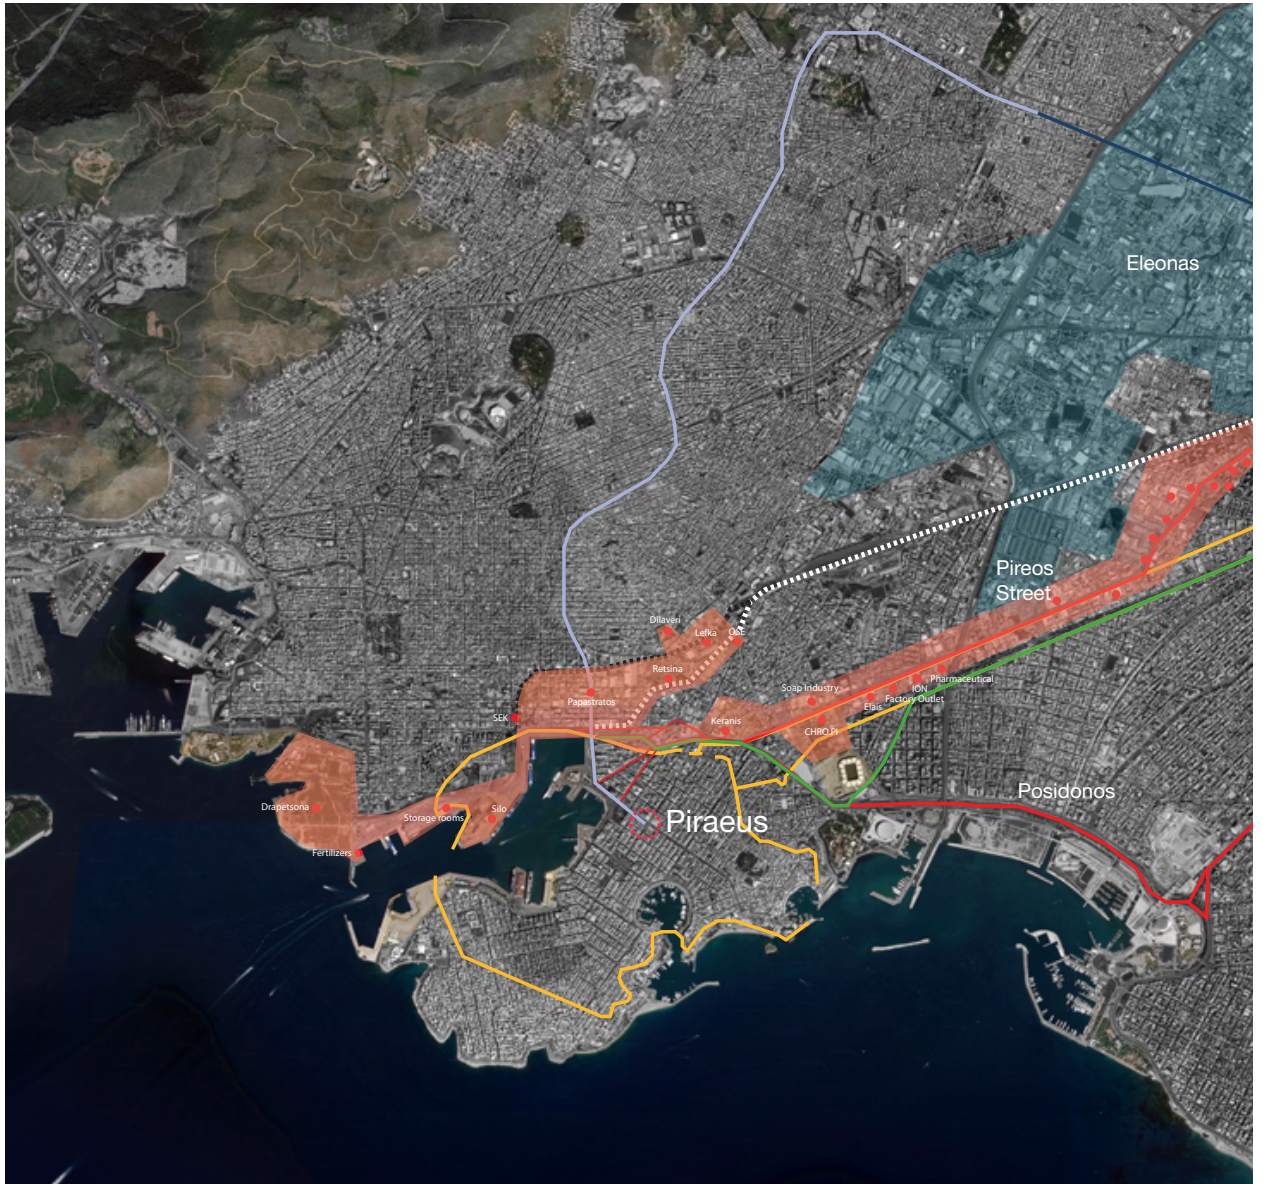 Eleonas
Pireos
Street
Dilaveri
Lefka
OSE
Retsina
Papastratos
SEK
Keranis
Soap Industry
CHRO.PI
Elais
Factory Outlet
ION
Pharmaceutical
Posidonos
Drapetsona
Storage rooms
Silo
Fertilizers
Piraeus